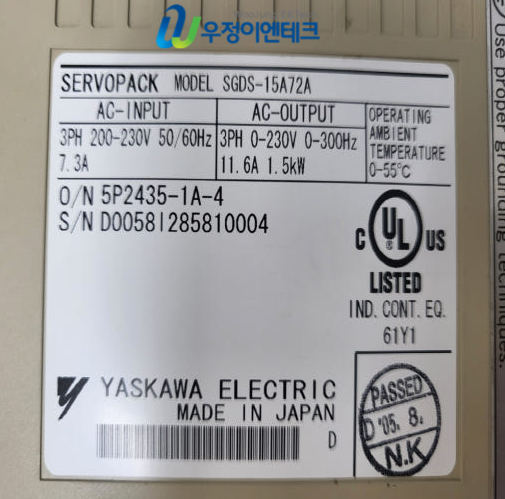 WooJung EnTech
우정이엔테크
SERVOPACK MODEL SGDS-15A72A
AC-INPUT AC-OUTPUT
3PH 200-230V 50/60Hz 3PH 0-230V 0-300Hz
7.3A 11.6A 1.5kW
OPERATING
AMBIENT
TEMPERATURE
0-55℃
O/N 5P2435-1A-4
S/N D0058I285810004
C UL US
®
LISTED
IND. CONT. EQ.
61Y1
YASKAWA ELECTRIC
MADE IN JAPAN
D
PASSED
D '05. 8.
N.K
Use proper grounding techniques.